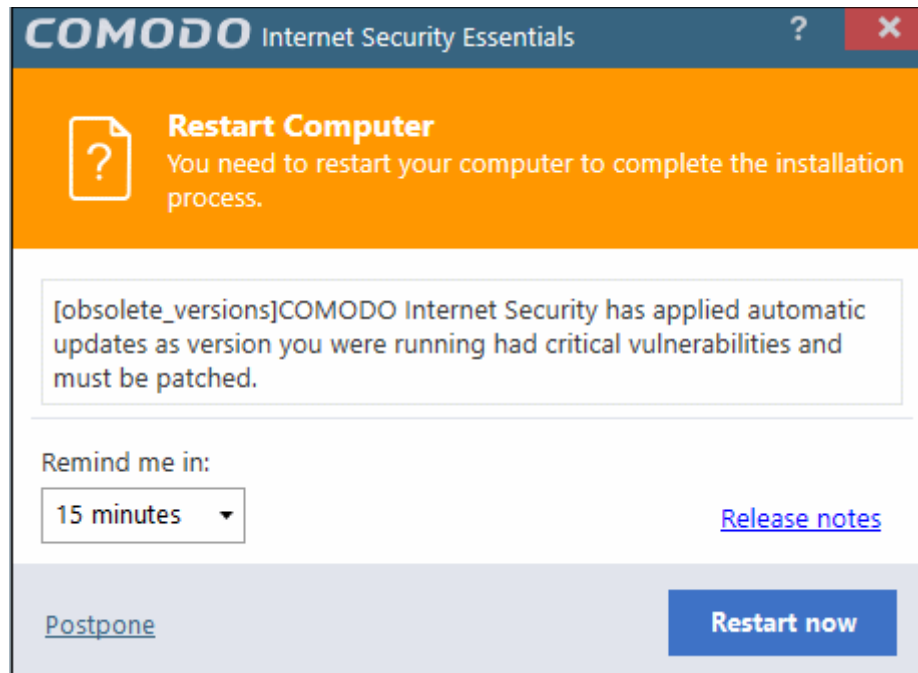 COMODO Internet Security Essentials ?
Restart Computer
?
You need to restart your computer to complete the installation
process.
[obsolete_versions]COMODO Internet Security has applied automatic
updates as version you were running had critical vulnerabilities and
must be patched.
Remind me in:
15 minutes
Release notes
Postpone
Restart now